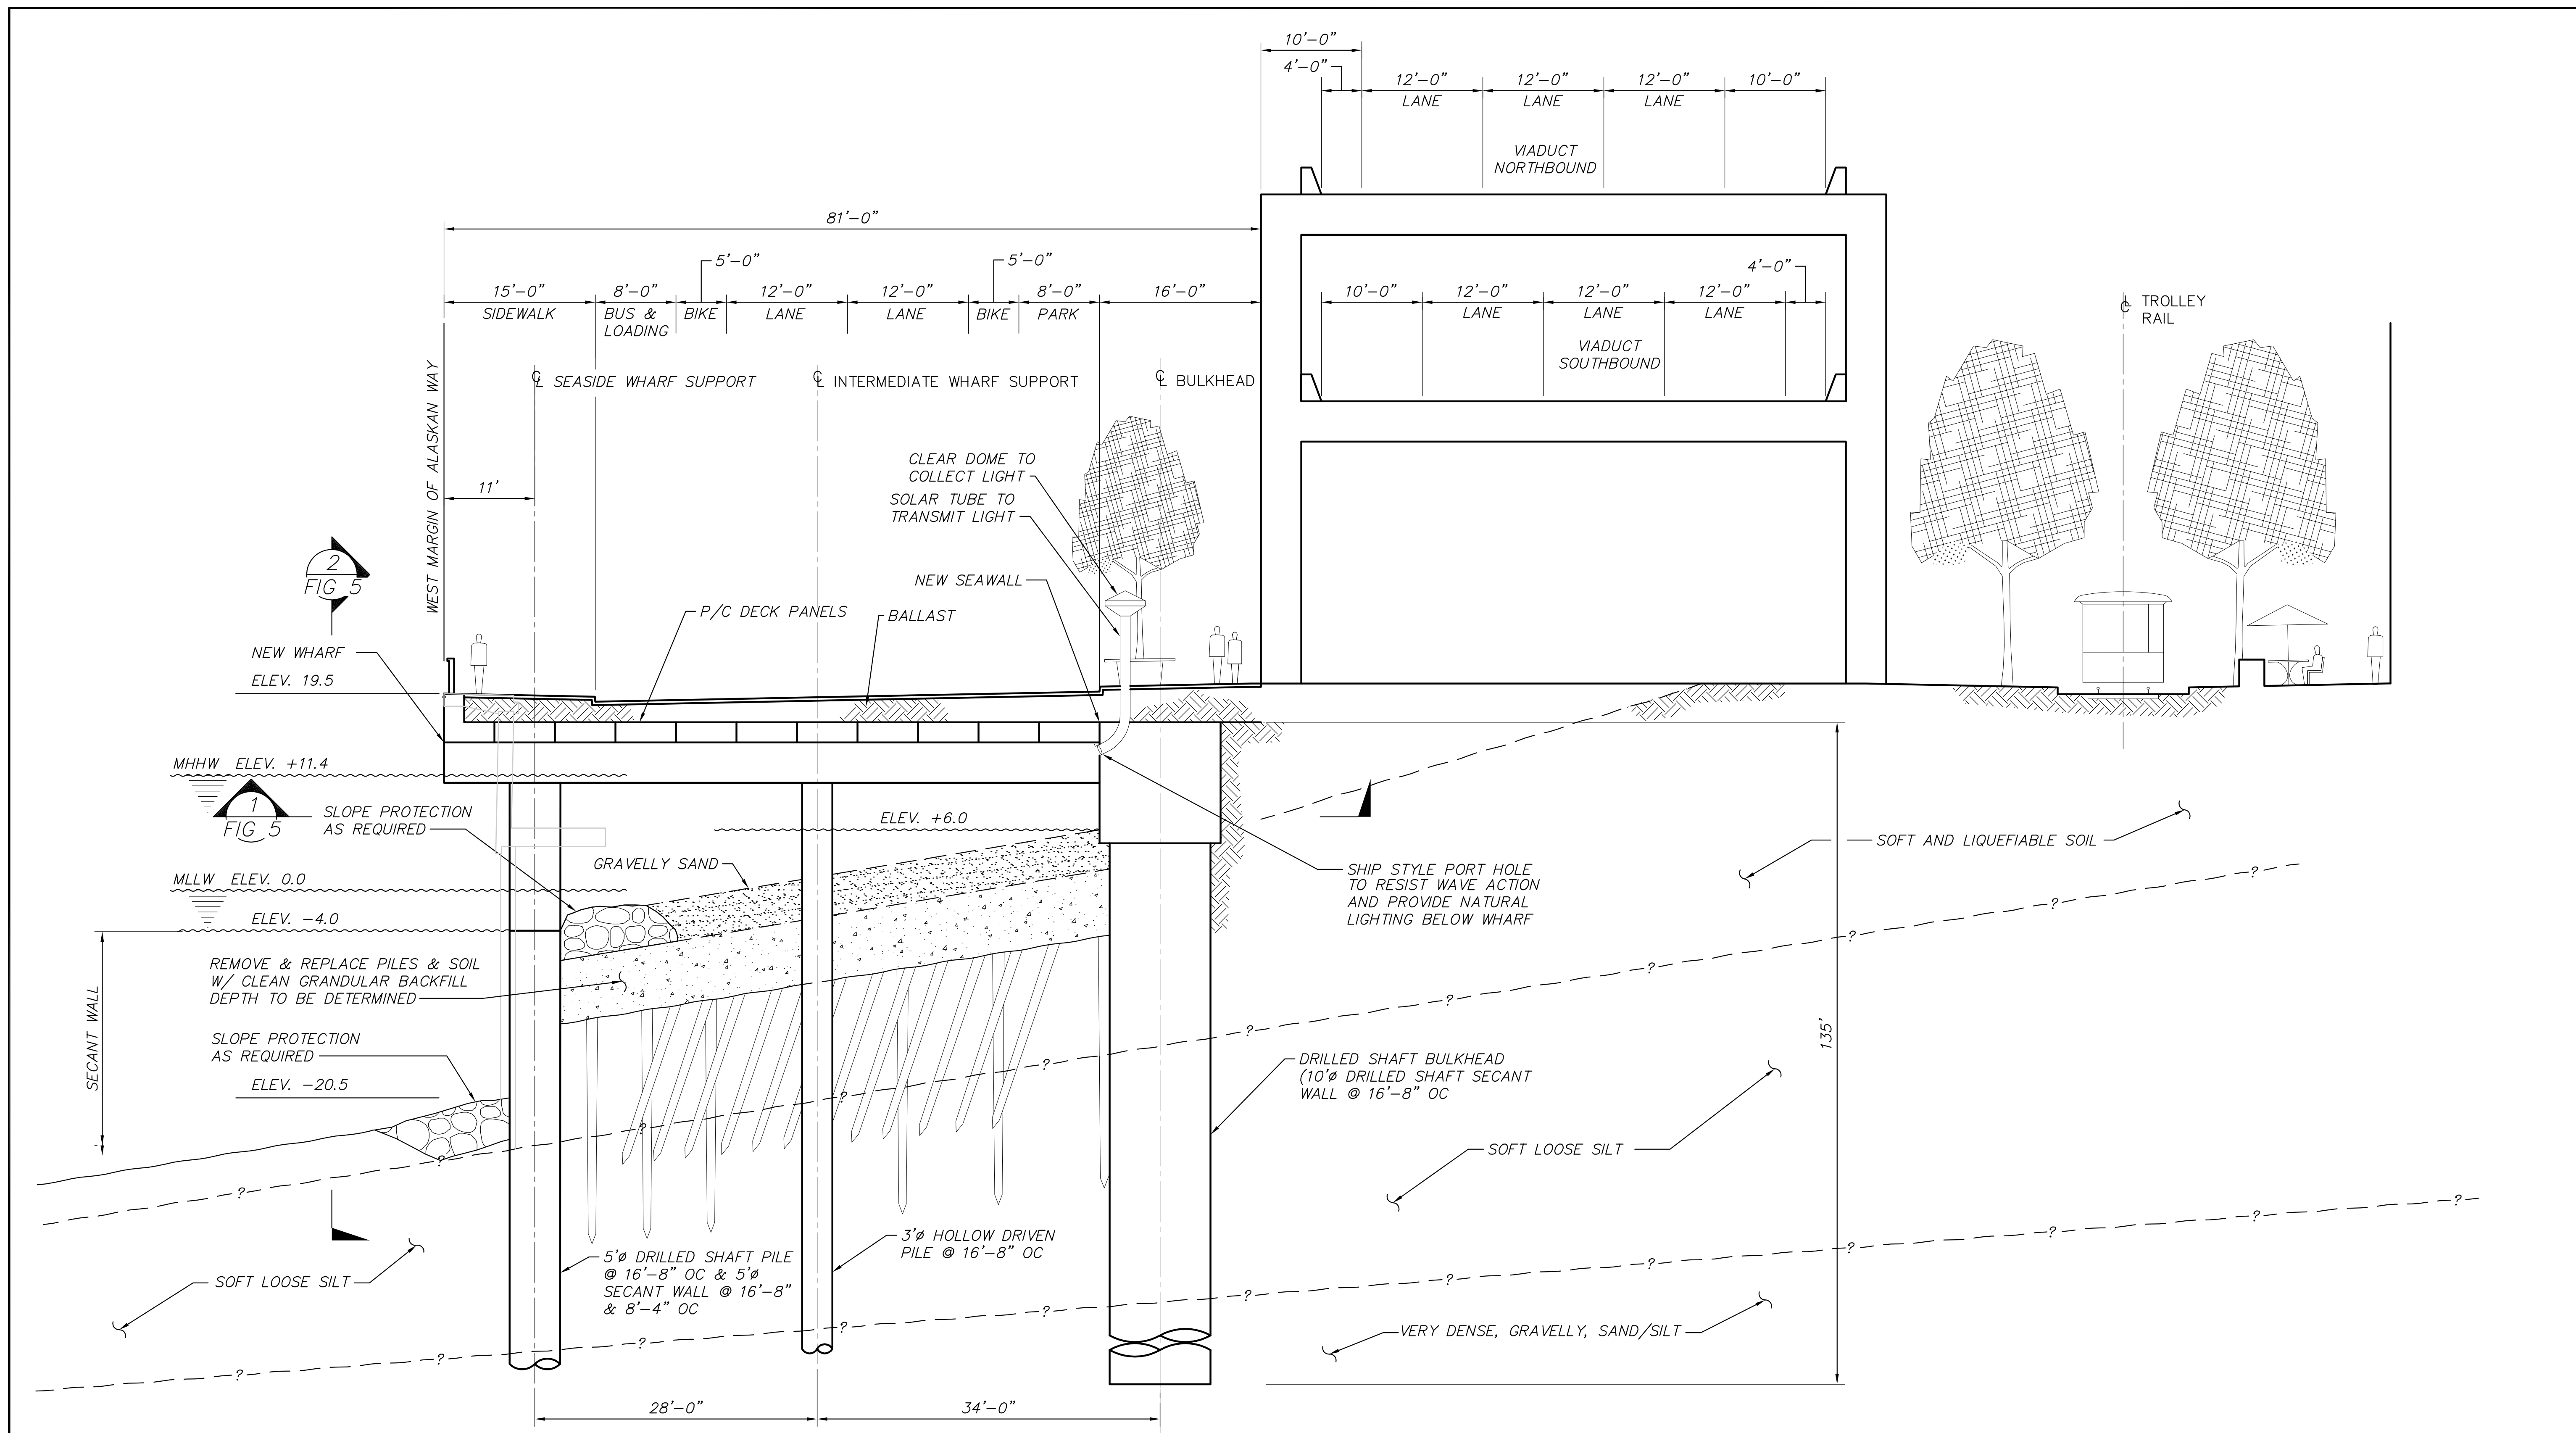 10'-0"
4'-0"
12'-0" 12'-0" 12'-0" 10'-0"
LANE LANE LANE
VIADUCT
NORTHBOUND
81'-0"
5'-0" 5'-0"
15'-0" 8'-0" 12'-0" 12'-0" 8'-0" 16'-0"
SIDEWALK BUS & BIKE LANE LANE BIKE PARK
LOADING
4'-0"
10'-0" 12'-0" 12'-0" 12'-0"
LANE LANE LANE
VIADUCT
SOUTHBOUND
℄ TROLLEY
RAIL
WEST MARGIN OF ALASKAN WAY
℄ SEASIDE WHARF SUPPORT
℄ INTERMEDIATE WHARF SUPPORT
℄ BULKHEAD
11'
CLEAR DOME TO
COLLECT LIGHT
SOLAR TUBE TO
TRANSMIT LIGHT
2
FIG 5
NEW SEAWALL
P/C DECK PANELS
BALLAST
NEW WHARF
ELEV. 19.5
MHHW ELEV. +11.4
1
FIG 5
SLOPE PROTECTION
AS REQUIRED
ELEV. +6.0
GRAVELLY SAND
MLLW ELEV. 0.0
ELEV. -4.0
SHIP STYLE PORT HOLE
TO RESIST WAVE ACTION
AND PROVIDE NATURAL
LIGHTING BELOW WHARF
SOFT AND LIQUEFIABLE SOIL
REMOVE & REPLACE PILES & SOIL
W/ CLEAN GRANULAR BACKFILL
DEPTH TO BE DETERMINED
SECANT WALL
SLOPE PROTECTION
AS REQUIRED
ELEV. -20.5
135'
DRILLED SHAFT BULKHEAD
(10'ø DRILLED SHAFT SECANT
WALL @ 16'-8" OC
SOFT LOOSE SILT
? ? ? ? ? ? ? ? ? ? ?
SOFT LOOSE SILT
5'ø DRILLED SHAFT PILE
@ 16'-8" OC & 5'ø
SECANT WALL @ 16'-8"
& 8'-4" OC
3'ø HOLLOW DRIVEN
PILE @ 16'-8" OC
VERY DENSE, GRAVELLY, SAND/SILT
? ? ? ? ? ? ? ? ? ? ? ?
28'-0" 34'-0"